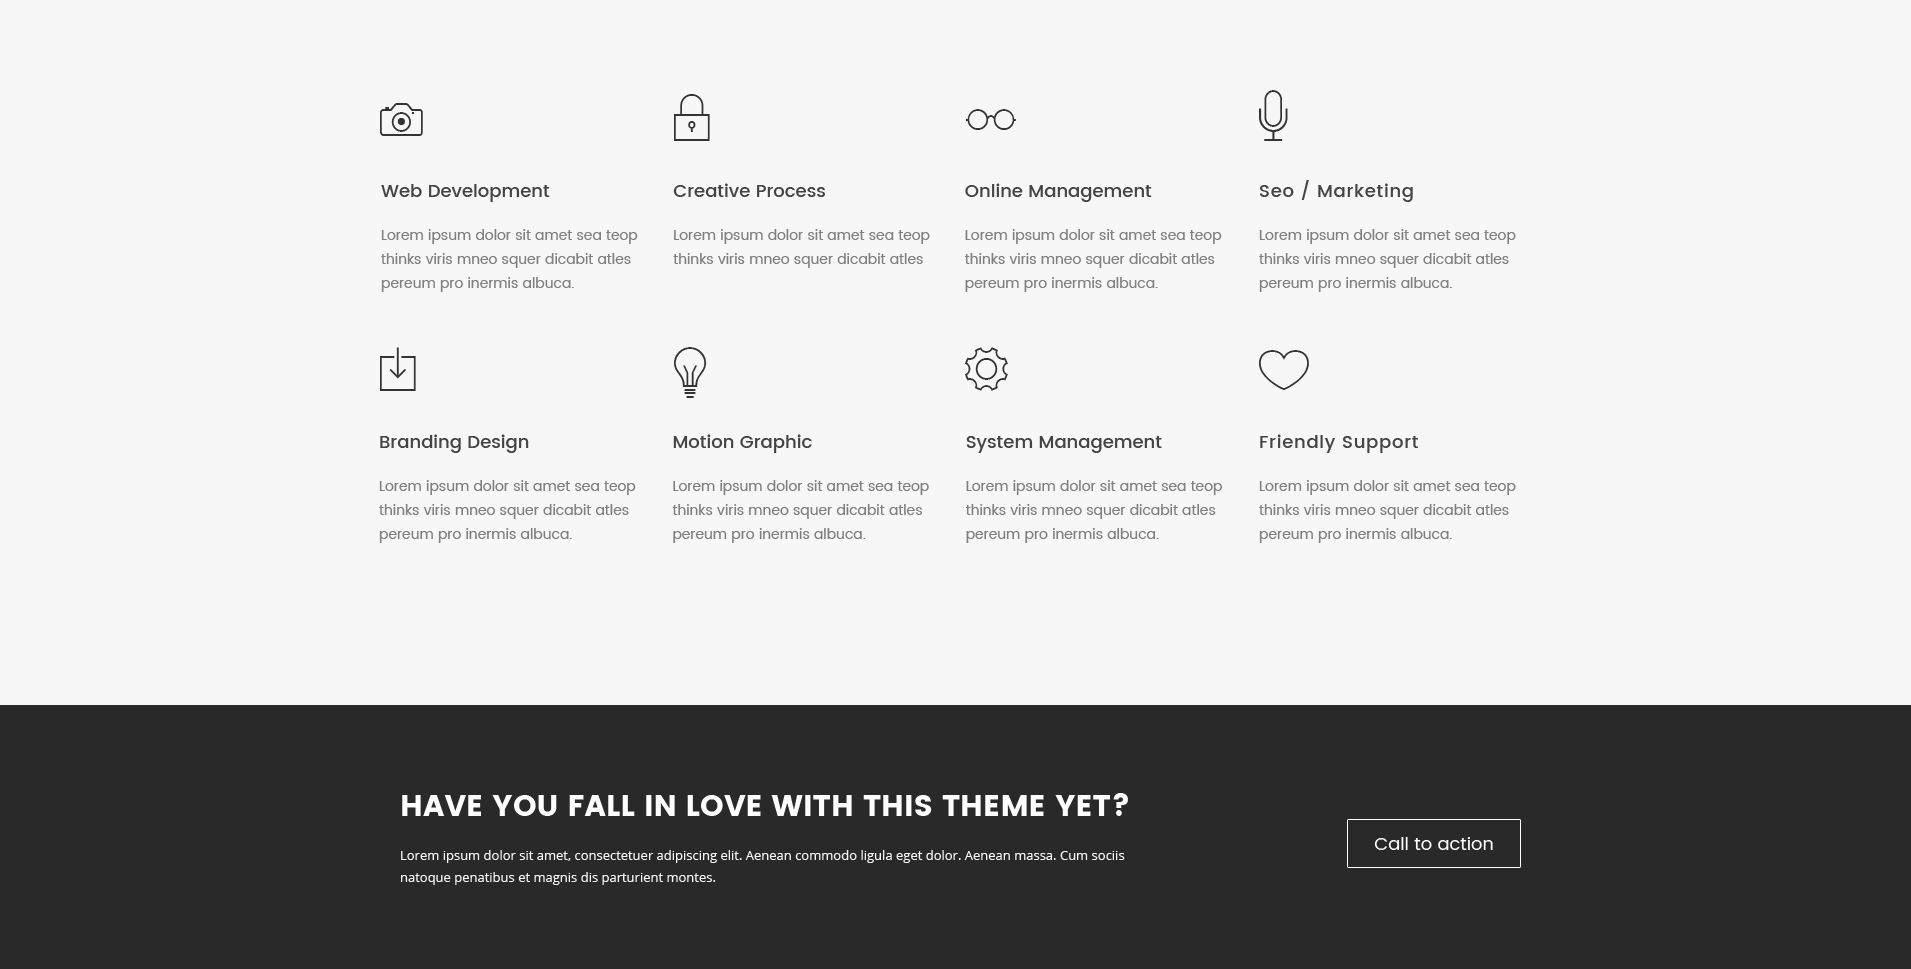 Web Development
Lorem ipsum dolor sit amet sea teop
thinks viris mneo squer dicabit atles
pereum pro inermis albuca.
Creative Process
Lorem ipsum dolor sit amet sea teop
thinks viris mneo squer dicabit atles
Online Management
Lorem ipsum dolor sit amet sea teop
thinks viris mneo squer dicabit atles
pereum pro inermis albuca.
Seo / Marketing
Lorem ipsum dolor sit amet sea teop
thinks viris mneo squer dicabit atles
pereum pro inermis albuca.
Branding Design
Lorem ipsum dolor sit amet sea teop
thinks viris mneo squer dicabit atles
pereum pro inermis albuca.
Motion Graphic
Lorem ipsum dolor sit amet sea teop
thinks viris mneo squer dicabit atles
pereum pro inermis albuca.
System Management
Lorem ipsum dolor sit amet sea teop
thinks viris mneo squer dicabit atles
pereum pro inermis albuca.
Friendly Support
Lorem ipsum dolor sit amet sea teop
thinks viris mneo squer dicabit atles
pereum pro inermis albuca.
HAVE YOU FALL IN LOVE WITH THIS THEME YET?
Lorem ipsum dolor sit amet, consectetuer adipiscing elit. Aenean commodo ligula eget dolor. Aenean massa. Cum sociis
natoque penatibus et magnis dis parturient montes.
Call to action